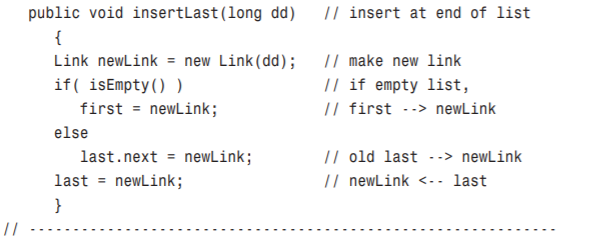 public void insertLast(long dd)   // insert at end of list
   {
   Link newLink = new Link(dd);   // make new link
   if( isEmpty() )                // if empty list,
      first = newLink;            // first --> newLink
   else
      last.next = newLink;        // old last --> newLink
   last = newLink;                // newLink <-- last
   }
// -------------------------------------------------------------